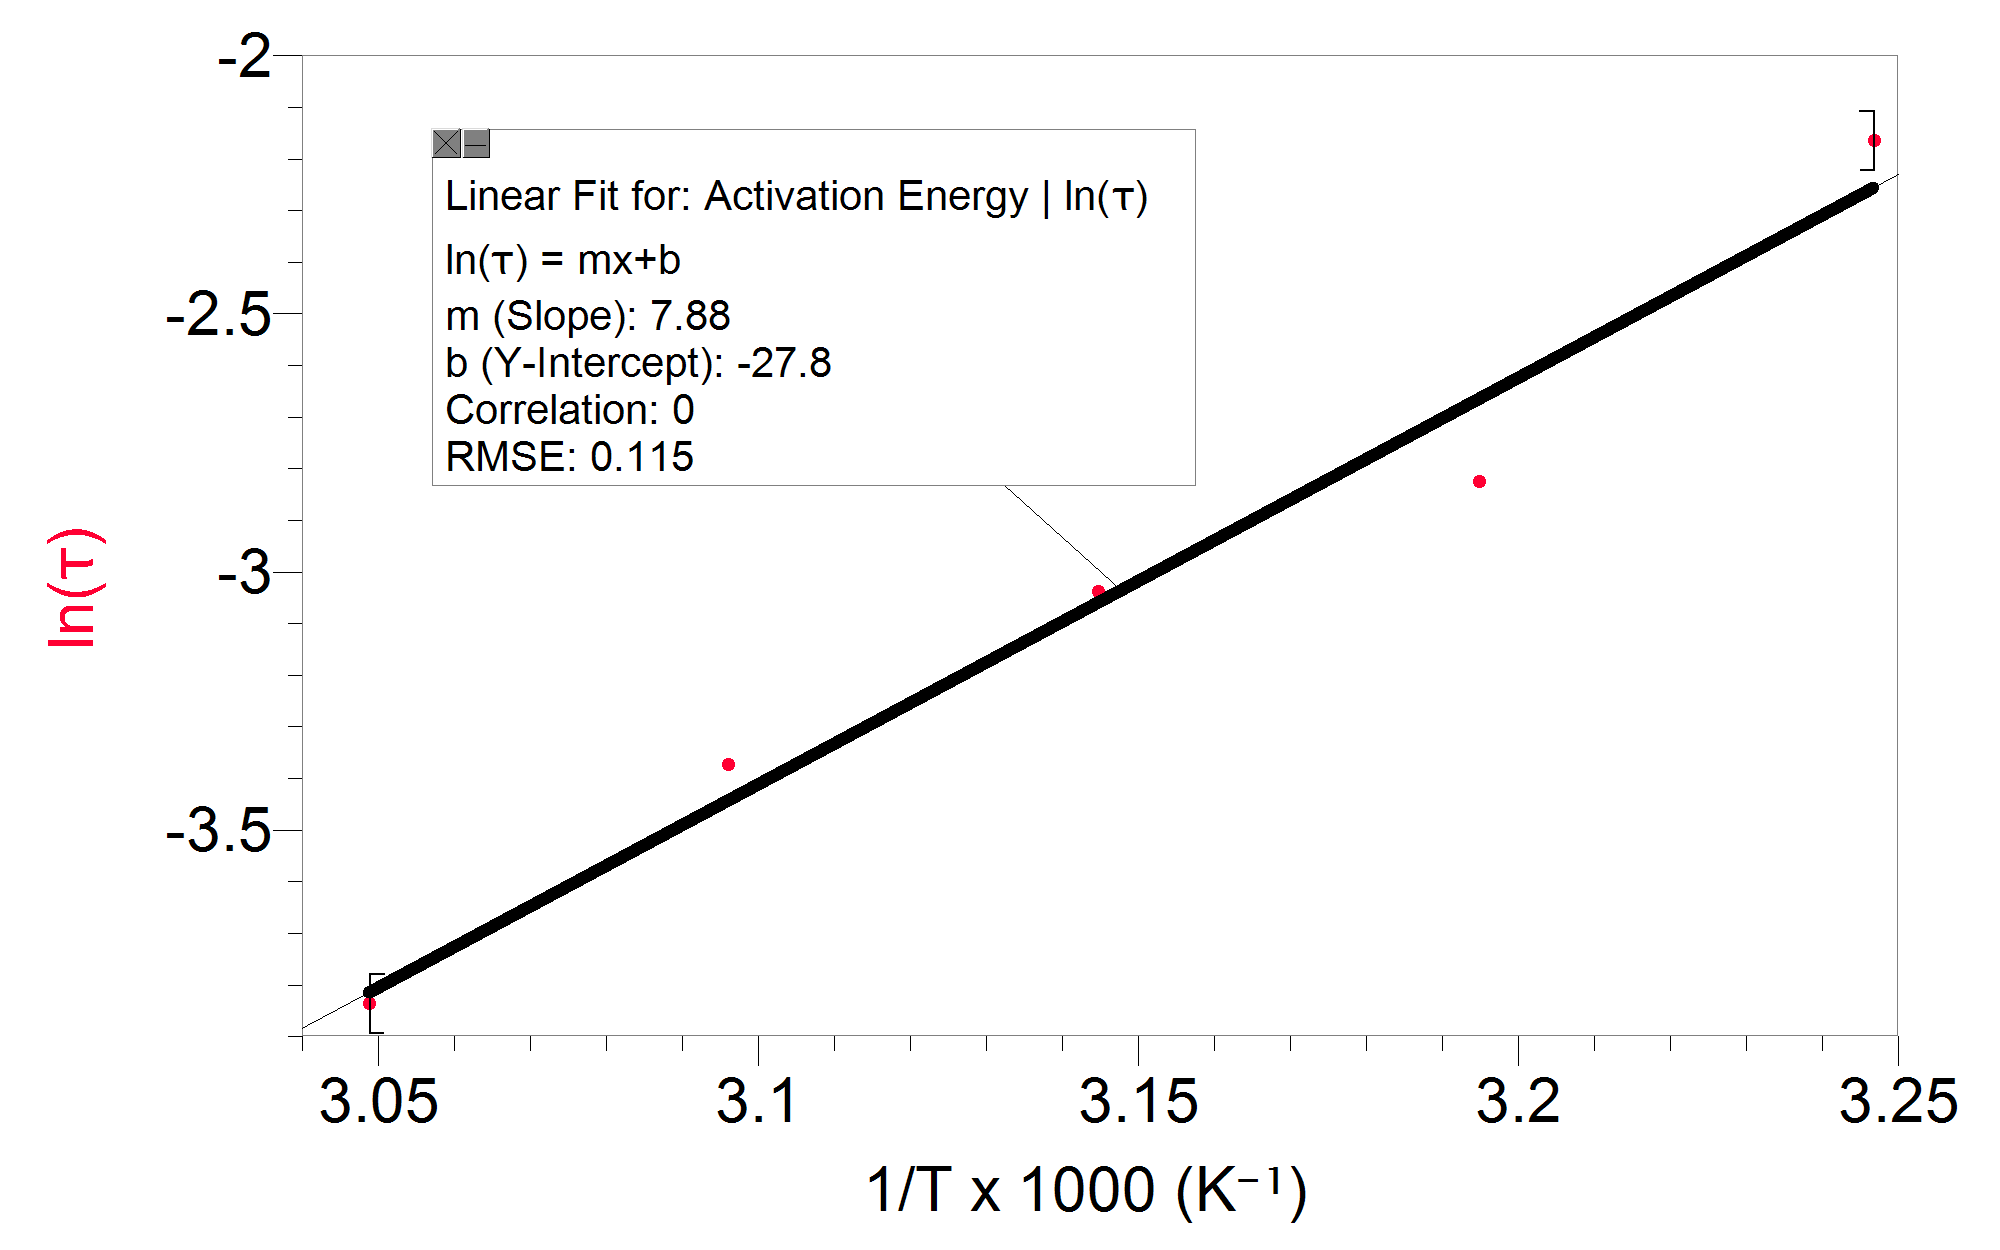 -2
Linear Fit for: Activation Energy | ln(τ)
ln(τ) = mx+b
m (Slope): 7.88
b (Y-Intercept): -27.8
Correlation: 0
RMSE: 0.115
-2.5
-3
-3.5
ln(τ)
3.05 3.1 3.15 3.2 3.25
1/T x 1000 (K⁻¹)